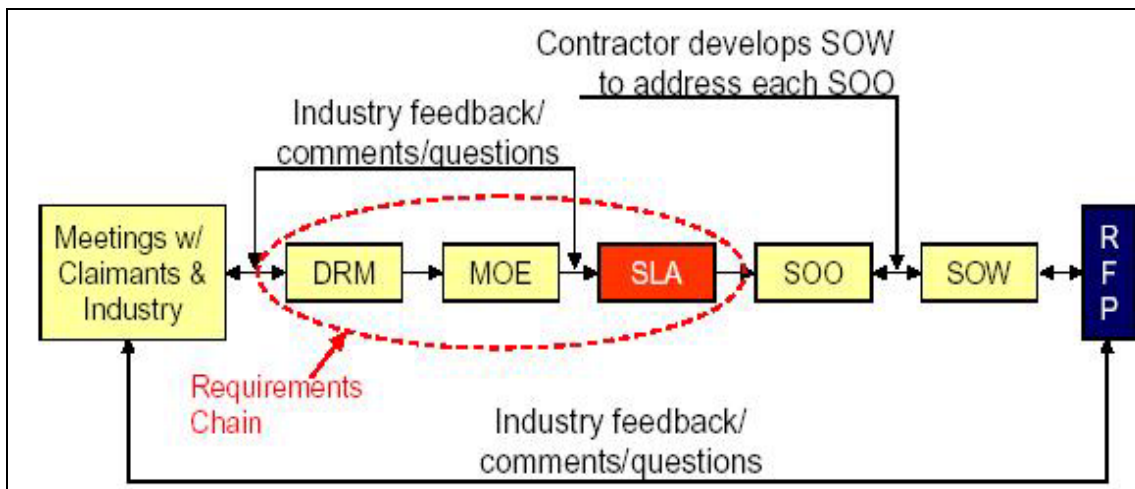 Contractor develops SOW
to address each SOO
Industry feedback/
comments/questions
Meetings w/
Claimants &
Industry
DRM
MOE
SLA
SOO
SOW
R
F
P
Requirements
Chain
Industry feedback/
comments/questions